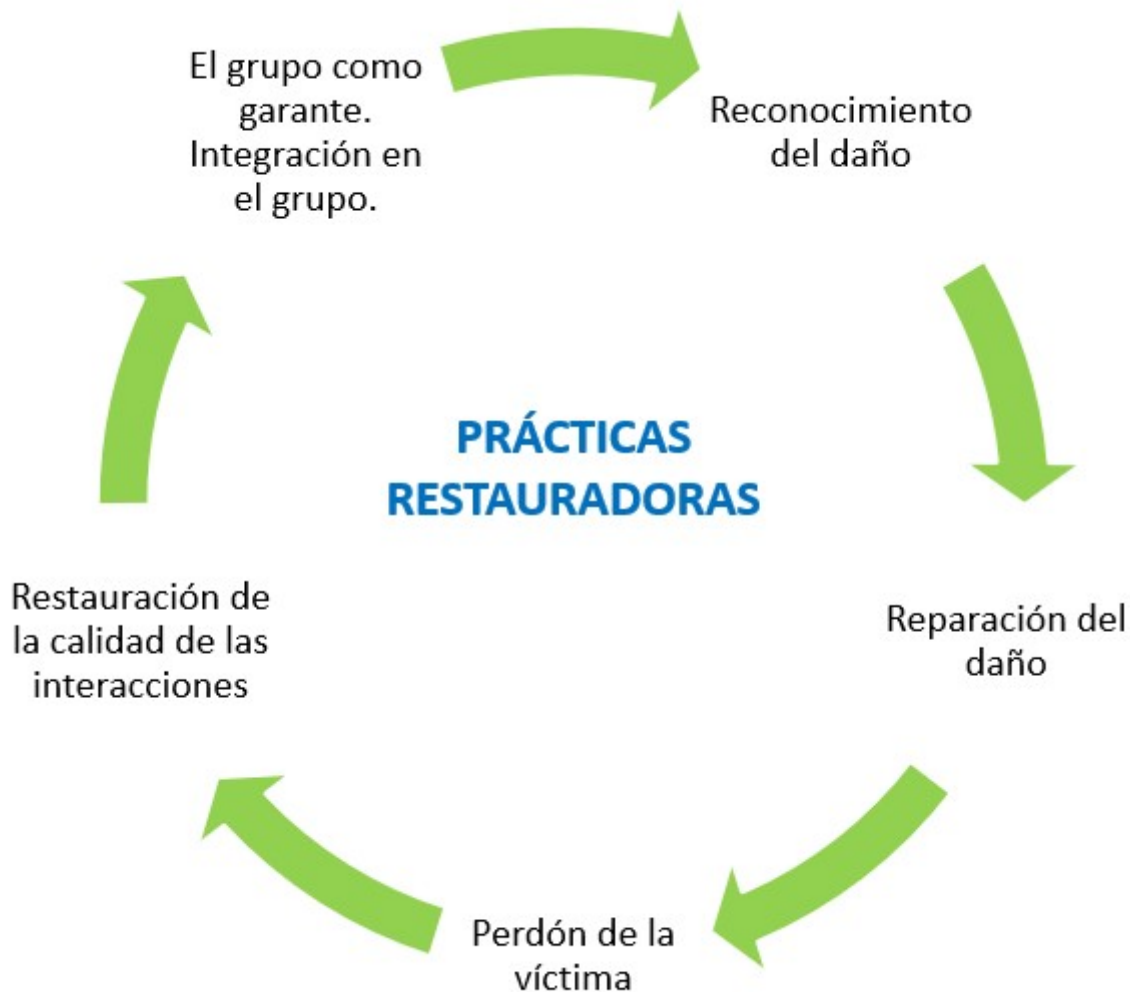 El grupo como
garante.
Integración en
el grupo.
Reconocimiento
del daño
PRÁCTICAS
RESTAURADORAS
Restauración de
la calidad de las
interacciones
Reparación del
daño
Perdón de la
víctima